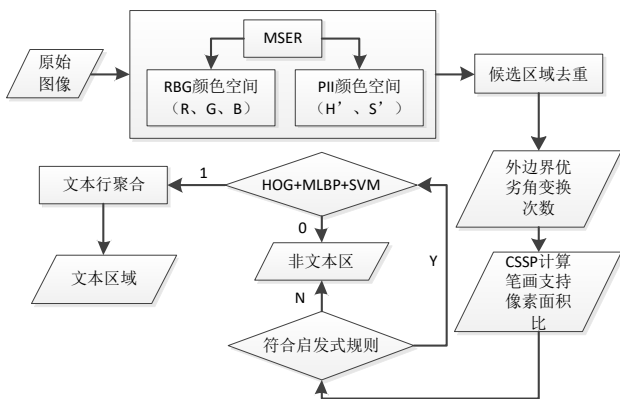 原始
图像
MSER
RBG颜色空间
（R、G、B）
PII颜色空间
（H’、S’）
候选区域去重
外边界优
劣角变换
次数
CSSP计算
笔画支持
像素面积
比
符合启发式规则
Y
N
HOG+MLBP+SVM
0
非文本区
1
文本行聚合
文本区域